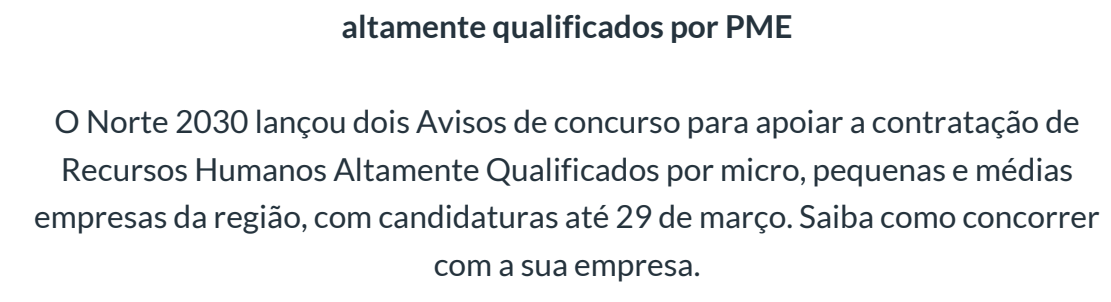 altamente qualificados por PME
O Norte 2030 lançou dois Avisos de concurso para apoiar a contratação de
Recursos Humanos Altamente Qualificados por micro, pequenas e médias
empresas da região, com candidaturas até 29 de março. Saiba como concorrer
com a sua empresa.